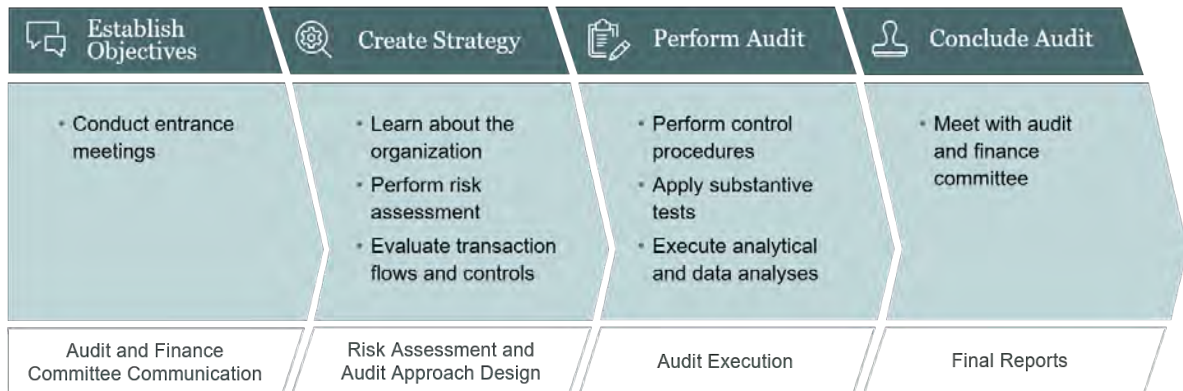 Establish
Objectives
Create Strategy
Perform Audit
Conclude Audit
• Conduct entrance
meetings
• Learn about the
organization
• Perform risk
assessment
• Evaluate transaction
flows and controls
• Perform control
procedures
• Apply substantive
tests
• Execute analytical
and data analyses
• Meet with audit
and finance
committee
Audit and Finance
Committee Communication
Risk Assessment and
Audit Approach Design
Audit Execution
Final Reports